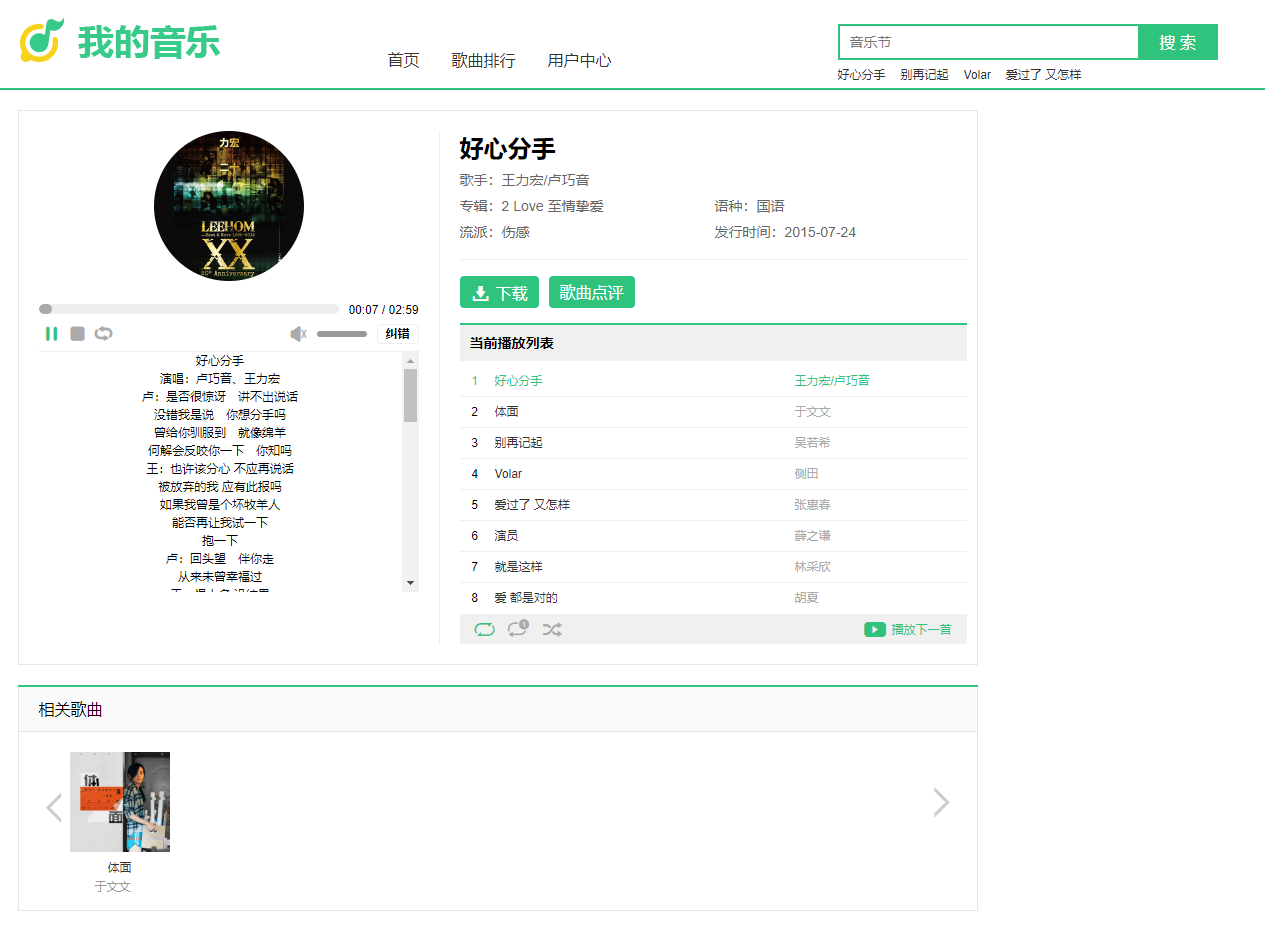 我的音乐
首页 歌曲排行 用户中心
音乐节 搜 索
好心分手 别再记起 Volar 爱过了 又怎样
力宏
二十
LEEHOM
XX
20th Anniversary
00:07 / 02:59
纠错
好心分手
演唱：卢巧音、王力宏
卢：是否很惊讶　讲不出说话
没错我是说　你想分手吗
曾给你驯服到　就像绵羊
何解会反咬你一下　你知吗
王：也许该分心 不应再说话
被放弃的我 应有此报吗
如果我曾是个坏牧羊人
能否再让我试一下
抱一下
卢：回头望　伴你走
从来未曾幸福过
好心分手
歌手：王力宏/卢巧音
专辑：2 Love 至情挚爱 语种：国语
流派：伤感 发行时间：2015-07-24
下载 歌曲点评
当前播放列表
1 好心分手 王力宏/卢巧音
2 体面 于文文
3 别再记起 吴若希
4 Volar 侧田
5 爱过了 又怎样 张惠春
6 演员 薛之谦
7 就是这样 林采欣
8 爱 都是对的 胡夏
1
播放下一首
相关歌曲
体
面
体面
于文文